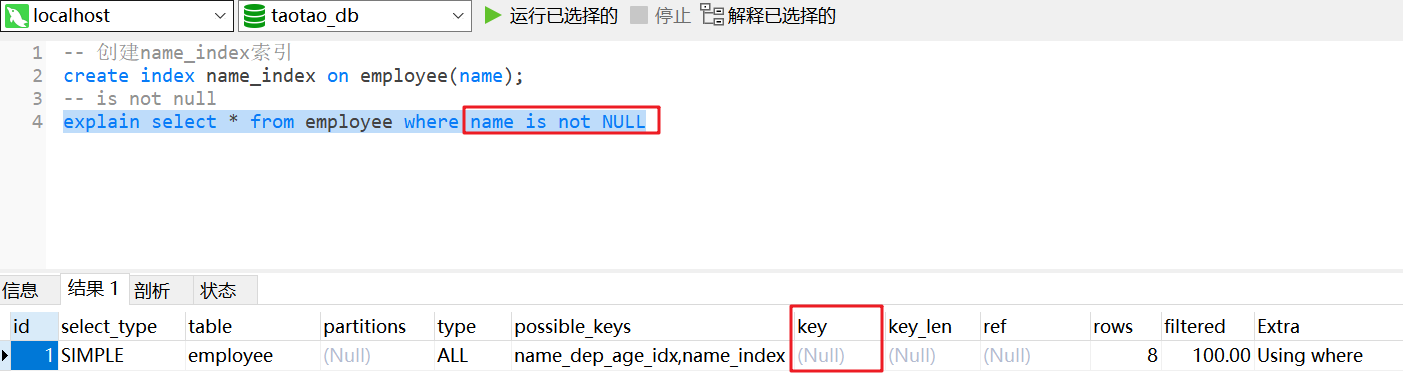 localhost taotao_db 运行已选择的 停止 解释已选择的
1 -- 创建name_index索引
2 create index name_index on employee(name);
3 -- is not null
4 explain select * from employee where name is not NULL
信息 结果 1 剖析 状态
id select_type table partitions type possible_keys key key_len ref rows filtered Extra
1 SIMPLE employee (Null) ALL name_dep_age_idx,name_index (Null) (Null) (Null) 8 100.00 Using where